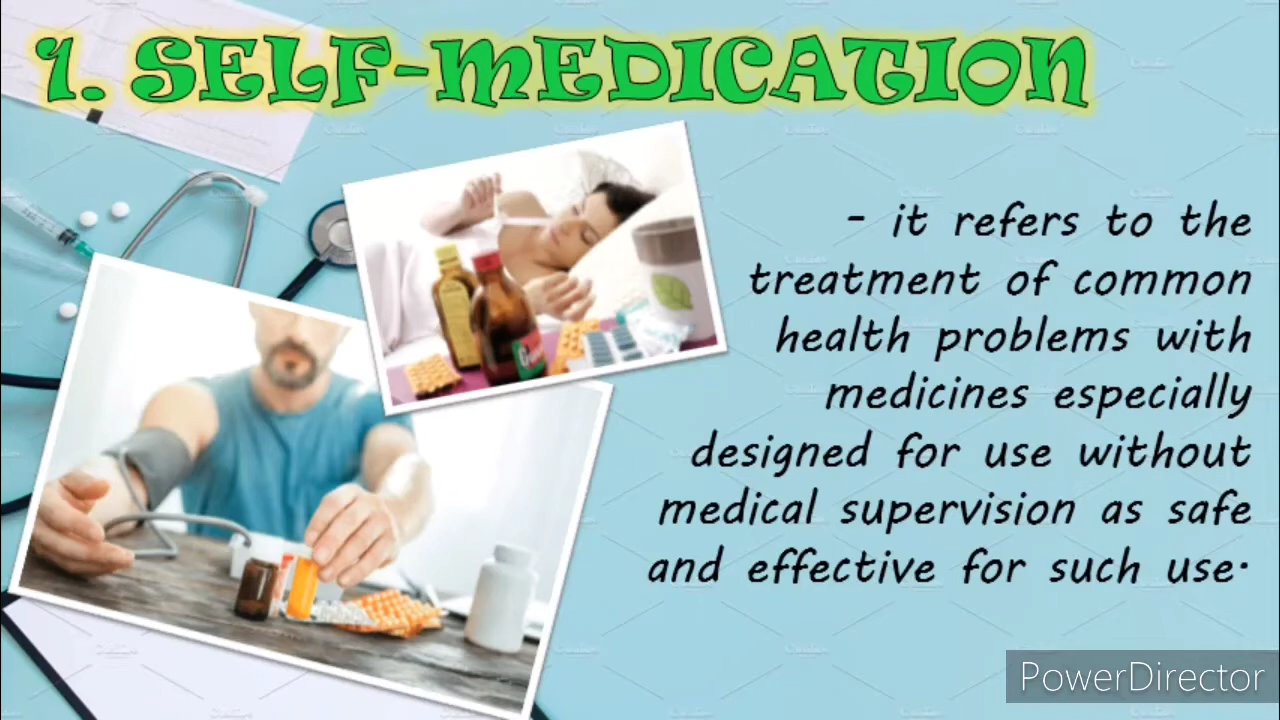 1. SELF-MEDICATION
- it refers to the
treatment of common
health problems with
medicines especially
designed for use without
medical supervision as safe
and effective for such use.
PowerDirector